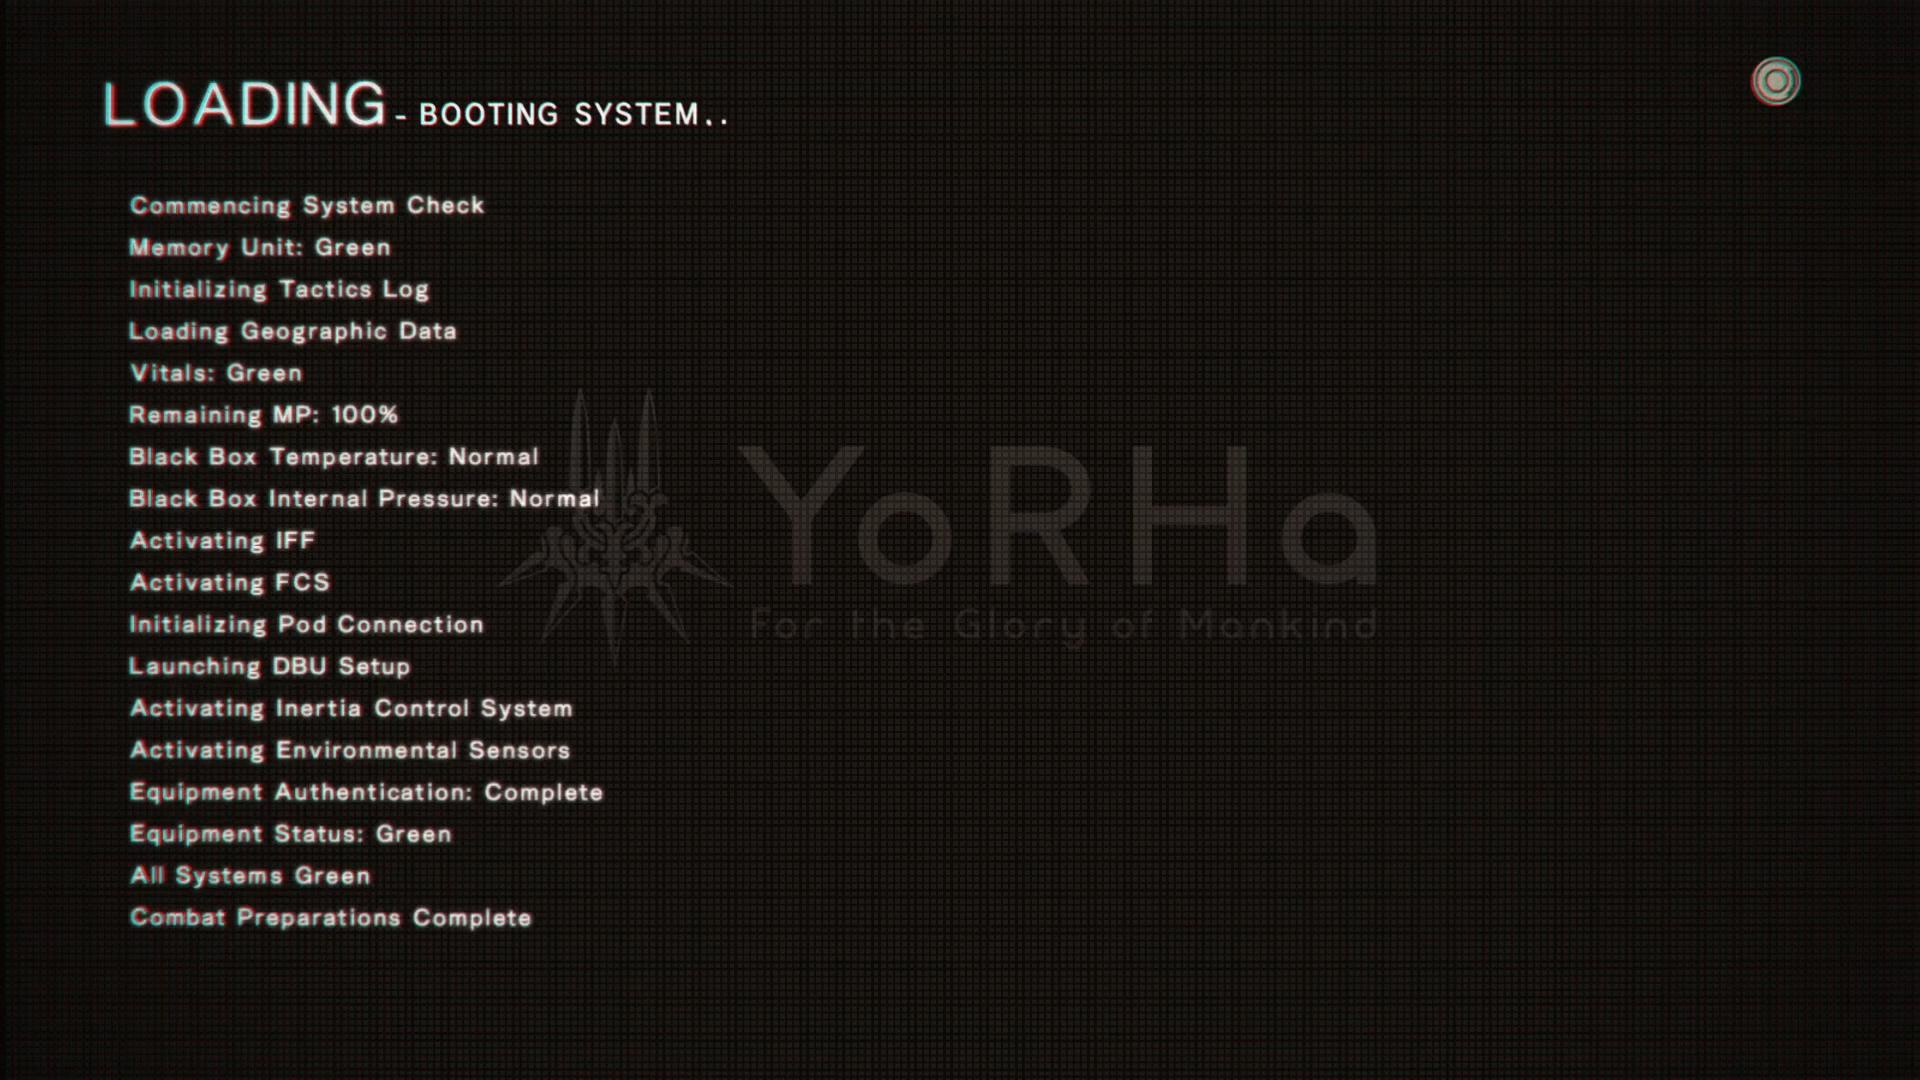 LOADING - BOOTING SYSTEM..
Commencing System Check
Memory Unit: Green
Initializing Tactics Log
Loading Geographic Data
Vitals: Green
Remaining MP: 100%
Black Box Temperature: Normal
Black Box Internal Pressure: Normal
Activating IFF
Activating FCS
Initializing Pod Connection
Launching DBU Setup
Activating Inertia Control System
Activating Environmental Sensors
Equipment Authentication: Complete
Equipment Status: Green
All Systems Green
Combat Preparations Complete
YoRHa
For the Glory of Mankind